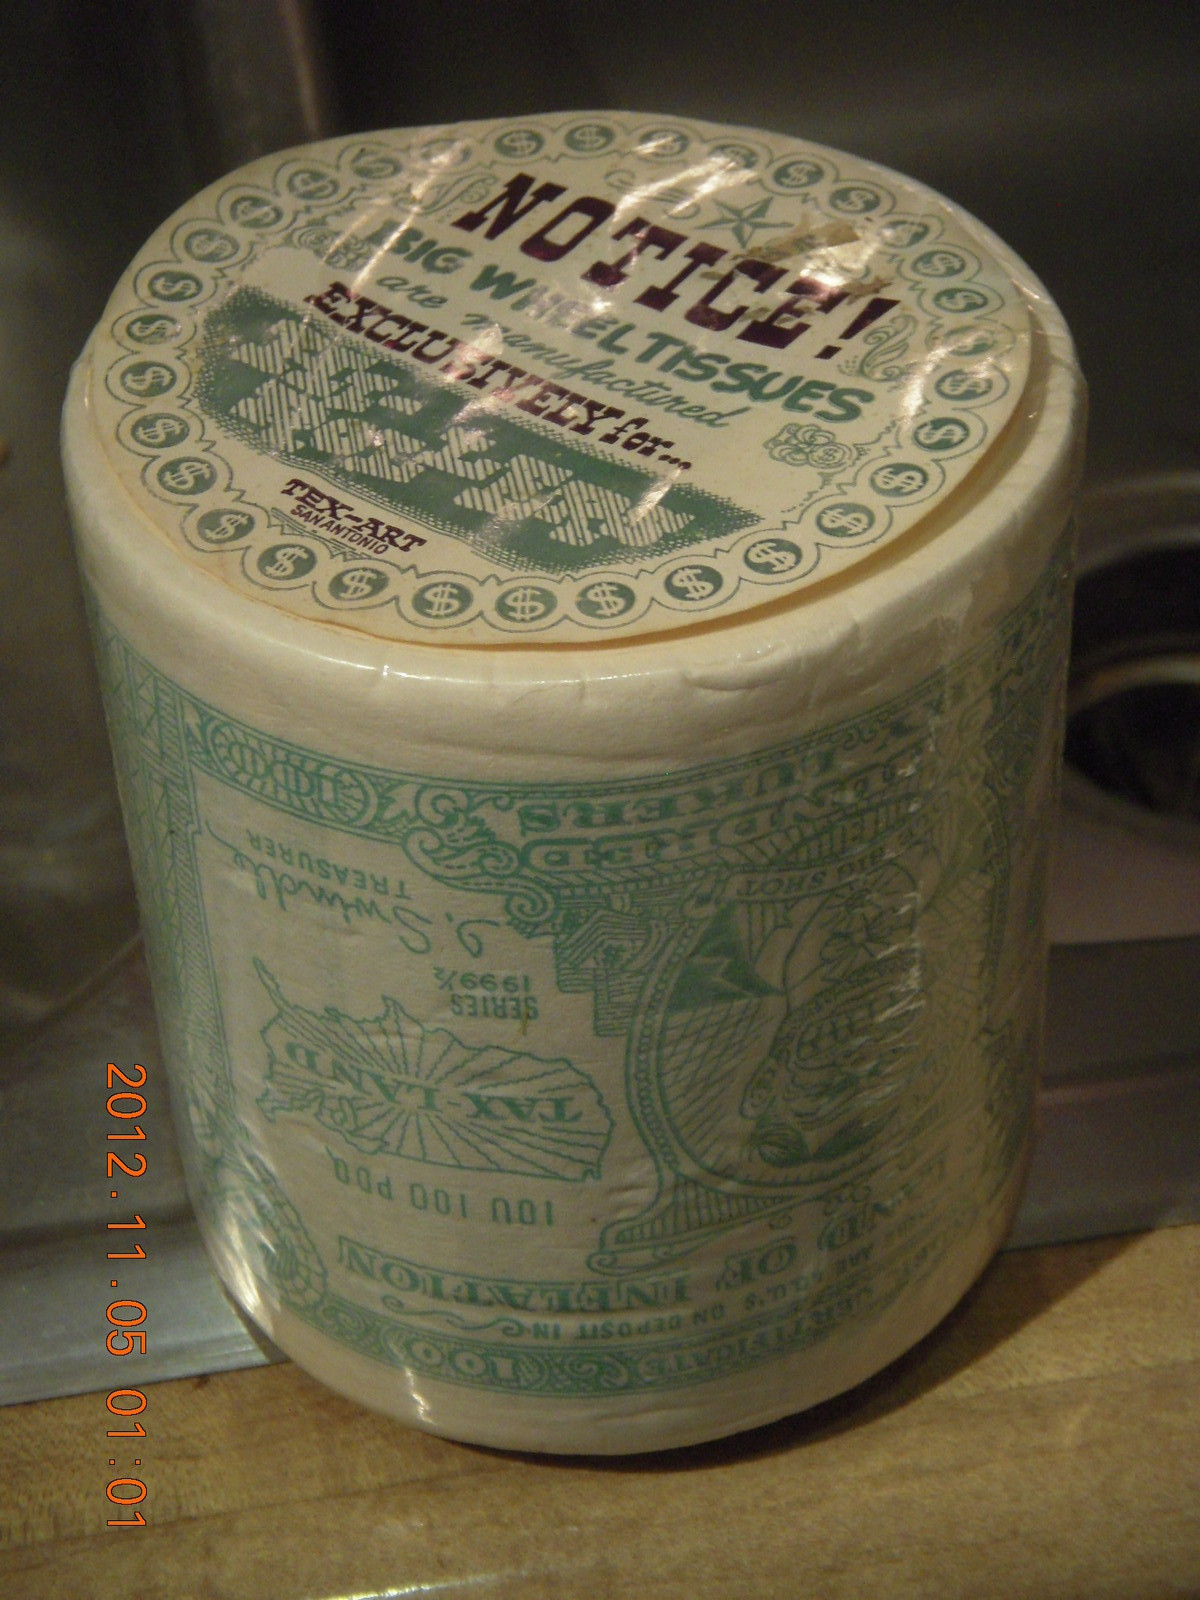 NOTICE!
BIG WHEEL TISSUES
are manufactured
EXCLUSIVELY for...
TEX-ART
SAN ANTONIO
ON DEPOSIT IN
100
OF INFLATION
IOU 100 PDQ
TAX-LAND
SERIES
1999½
I. Swindle
TREASURER
BIG SHOT
HUNDRED
100
2012.11.05 01:01